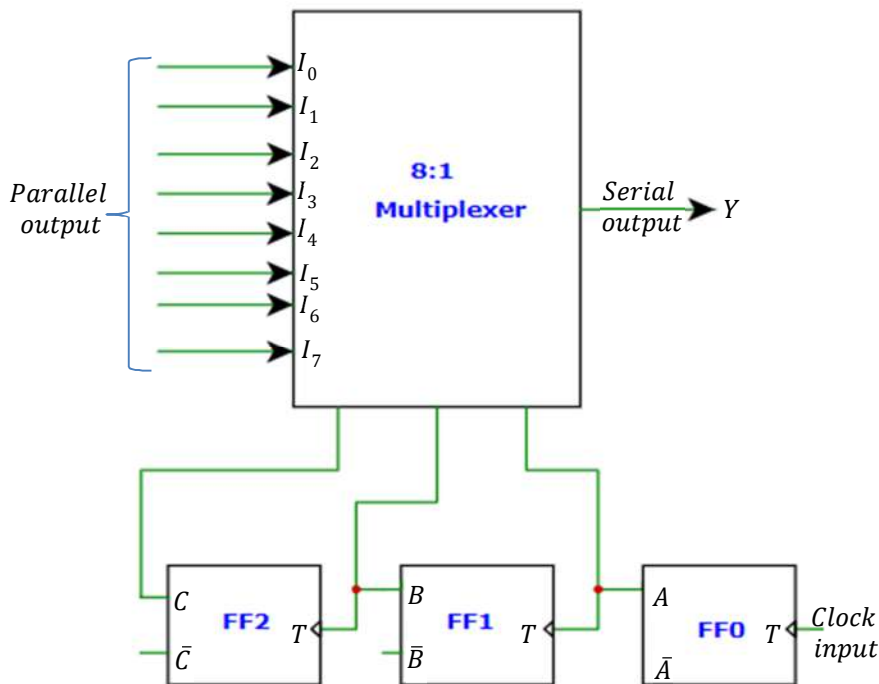 I₀
I₁
I₂
I₃
I₄
I₅
I₆
I₇
Parallel
output
8:1
Multiplexer
Serial
output
Y
C
C̄
FF2
T
B
B̄
FF1
T
A
Ā
FF0
T
Clock
input